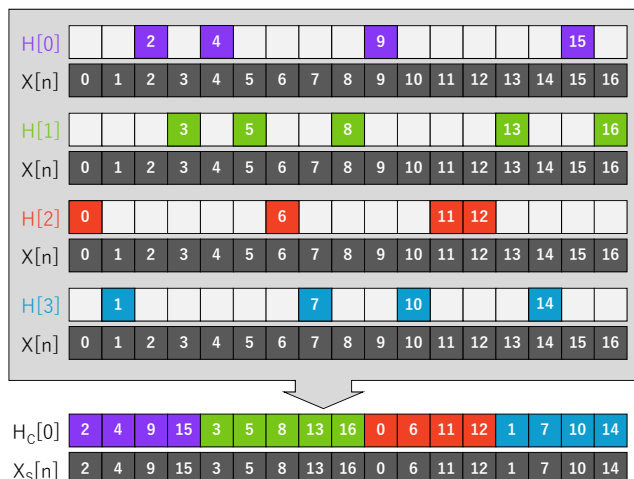 H[0] 2 4 9 15
X[n] 0 1 2 3 4 5 6 7 8 9 10 11 12 13 14 15 16
H[1] 3 5 8 13 16
X[n] 0 1 2 3 4 5 6 7 8 9 10 11 12 13 14 15 16
H[2] 0 6 11 12
X[n] 0 1 2 3 4 5 6 7 8 9 10 11 12 13 14 15 16
H[3] 1 7 10 14
X[n] 0 1 2 3 4 5 6 7 8 9 10 11 12 13 14 15 16
H_C[0] 2 4 9 15 3 5 8 13 16 0 6 11 12 1 7 10 14
X_S[n] 2 4 9 15 3 5 8 13 16 0 6 11 12 1 7 10 14